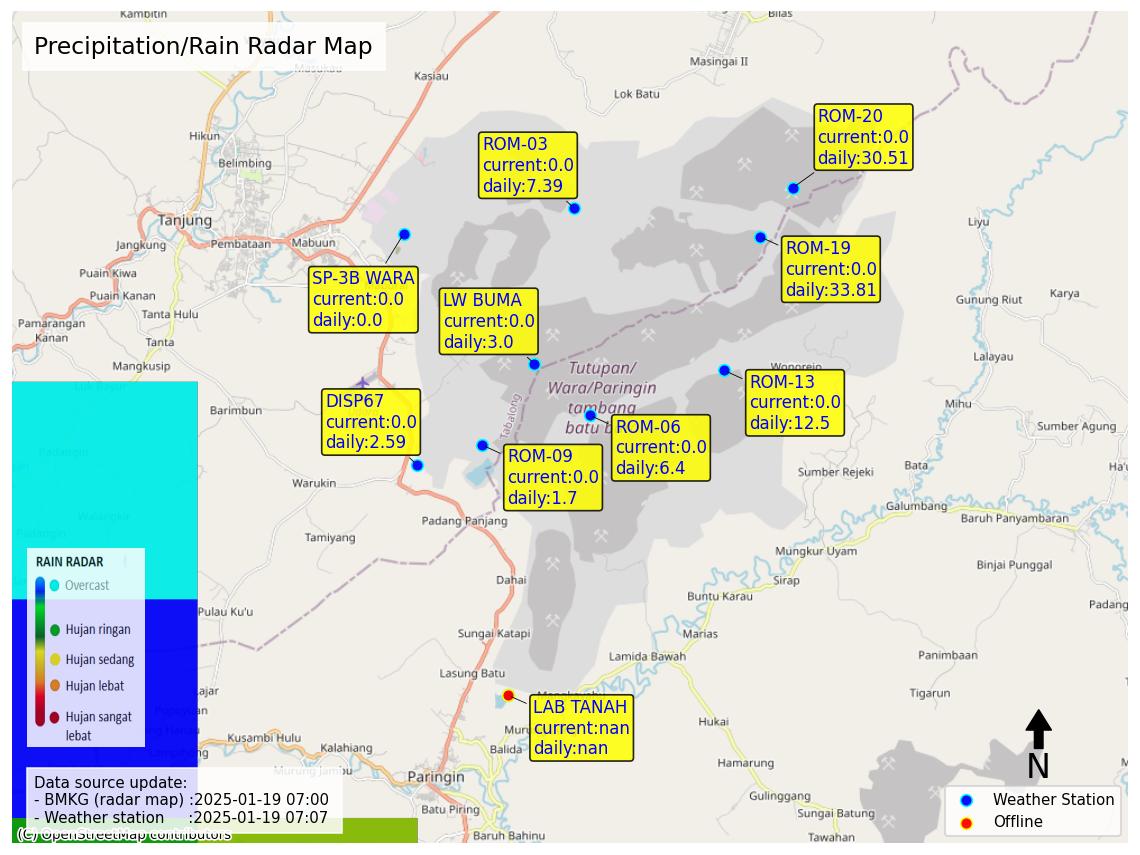 Kambitin
Bilas
Precipitation/Rain Radar Map
Masingai II
Kasiau
Lok Batu
ROM-20
current:0.0
daily:30.51
Hikun
ROM-03
current:0.0
daily:7.39
Belimbing
Tanjung
Liyu
Jangkung
Pembataan
Mabuun
ROM-19
current:0.0
daily:33.81
Puain Kiwa
SP-3B WARA
current:0.0
daily:0.0
Puain Kanan
Karya
Gunung Riut
LW BUMA
current:0.0
daily:3.0
Tanta Hulu
Pamarangan
Kanan
Tanta
Lalayau
Mangkusip
Wonorejo
Tutupan/
Wara/Paringin
tambang
batu b
ROM-13
current:0.0
daily:12.5
DISP67
current:0.0
daily:2.59
Barimbun
Mihu
Tabalong
ROM-06
current:0.0
daily:6.4
Sumber Agung
ROM-09
current:0.0
daily:1.7
Bata
Sumber Rejeki
Warukin
Galumbang
Padang Panjang
Baruh Panyambaran
Tamiyang
Mungkur Uyam
RAIN RADAR
Overcast
Hujan ringan
Hujan sedang
Hujan lebat
Hujan sangat
lebat
Binjai Punggal
Dahai
Sirap
Buntu Karau
Pulau Ku'u
Padang
Sungai Katapi
Marias
Lamida Bawah
Panimbaan
Lasung Batu
Tigarun
LAB TANAH
current:nan
daily:nan
Hukai
Kusambi Hulu
Kalahiang
Balida
Hamarung
N
Murung Jambu
Paringin
Data source update:
- BMKG (radar map) :2025-01-19 07:00
- Weather station :2025-01-19 07:07
Gulinggang
Weather Station
Offline
Batu Piring
Sungai Batung
(C) OpenStreetMap contributors
Baruh Bahinu
Tawahan